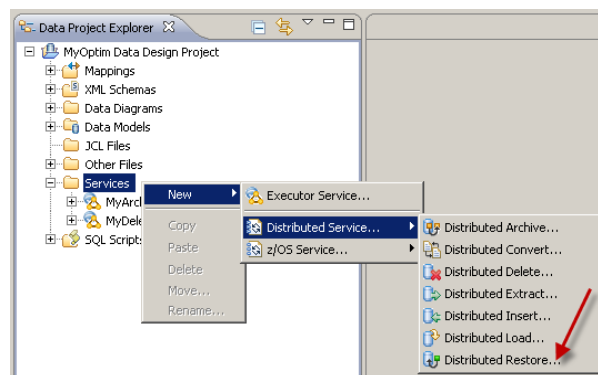 Data Project Explorer
MyOptim Data Design Project
Mappings
XML Schemas
Data Diagrams
Data Models
JCL Files
Other Files
Services
MyArc
MyDele
SQL Scripts
New
Copy
Paste
Delete
Move...
Rename...
Executor Service...
Distributed Service...
z/OS Service...
Distributed Archive...
Distributed Convert...
Distributed Delete...
Distributed Extract...
Distributed Insert...
Distributed Load...
Distributed Restore...